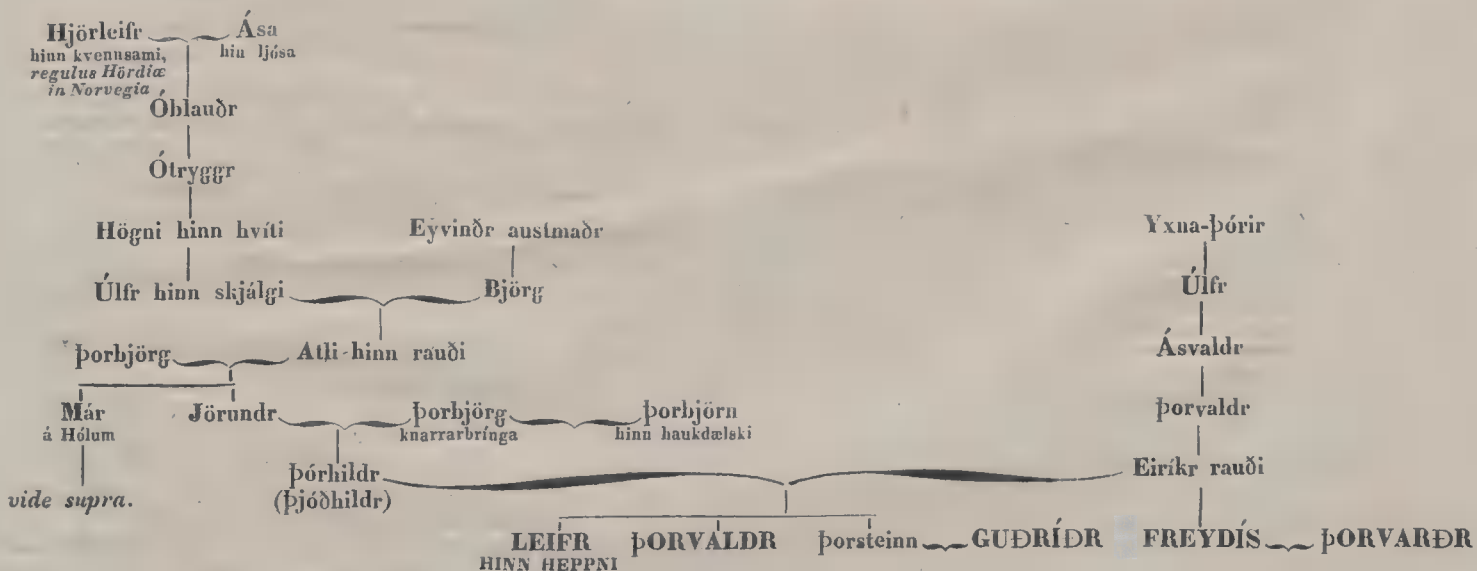 Hjörleifr Ása
hinn kvennsami, hin ljósa
regulus Hördiæ
in Norvegia
Óblauðr
Ótryggr
Högni hinn hvíti Eyvindr austmaðr Yxna-Þórir
Úlfr hinn skjálgi Björg Úlfr
Þorbjörg Atli hinn rauði Ásvaldr
Már Jörundr Þorbjörg Þorbjörn Þorvaldr
á Hólum knarrarbrínga hinn haukdælski
Þórhildr Eiríkr rauði
vide supra. (Þjóðhildr)
LEIFR ÞORVALDR Þorsteinn GUÐRÍÐR FREYDÍS ÞORVARÐR
HINN HEPPNI